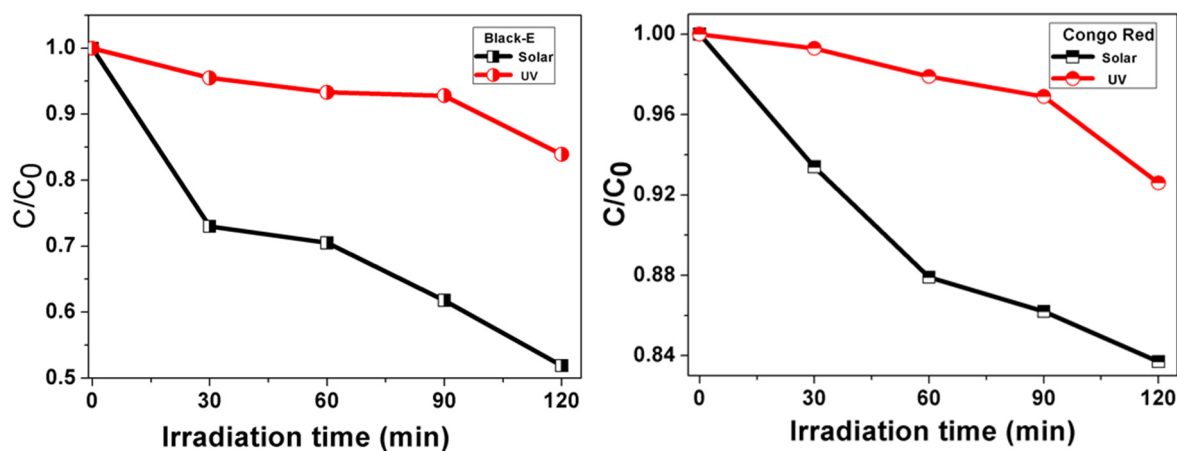 Black-E
Solar
UV
1.0
0.9
0.8
0.7
0.6
0.5
C/C0
0
30
60
90
120
Irradiation time (min)
Congo Red
Solar
UV
1.00
0.96
0.92
0.88
0.84
C/C0
0
30
60
90
120
Irradiation time (min)